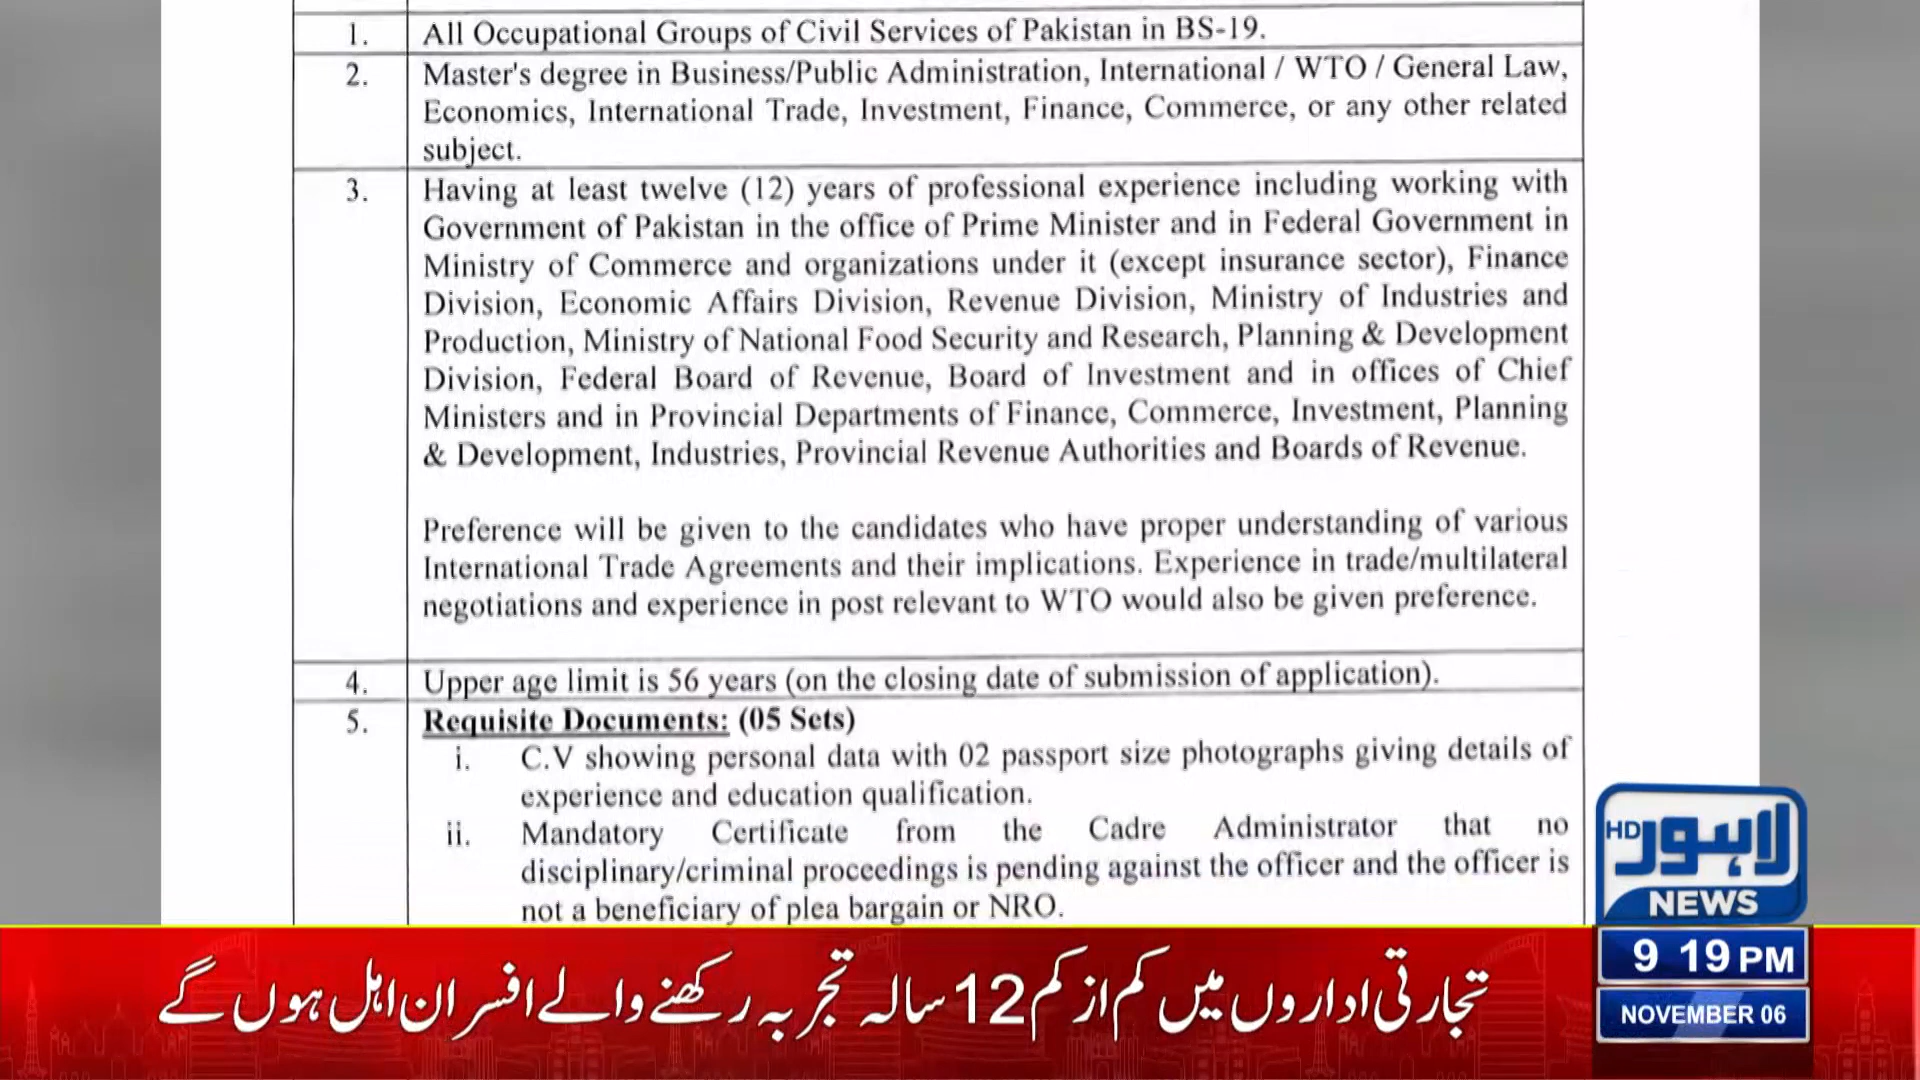 1. All Occupational Groups of Civil Services of Pakistan in BS-19.
2. Master's degree in Business/Public Administration, International / WTO / General Law,
Economics, International Trade, Investment, Finance, Commerce, or any other related
subject.
3. Having at least twelve (12) years of professional experience including working with
Government of Pakistan in the office of Prime Minister and in Federal Government in
Ministry of Commerce and organizations under it (except insurance sector), Finance
Division, Economic Affairs Division, Revenue Division, Ministry of Industries and
Production, Ministry of National Food Security and Research, Planning & Development
Division, Federal Board of Revenue, Board of Investment and in offices of Chief
Ministers and in Provincial Departments of Finance, Commerce, Investment, Planning
& Development, Industries, Provincial Revenue Authorities and Boards of Revenue.
Preference will be given to the candidates who have proper understanding of various
International Trade Agreements and their implications. Experience in trade/multilateral
negotiations and experience in post relevant to WTO would also be given preference.
4. Upper age limit is 56 years (on the closing date of submission of application).
5. Requisite Documents: (05 Sets)
i. C.V showing personal data with 02 passport size photographs giving details of
experience and education qualification.
ii. Mandatory Certificate from the Cadre Administrator that no
disciplinary/criminal proceedings is pending against the officer and the officer is
not a beneficiary of plea bargain or NRO.
لاہور HD
NEWS
9 19 PM
NOVEMBER 06
تجارتی اداروں میں کم از کم 12 سالہ تجربہ رکھنے والے افسران اہل ہوں گے